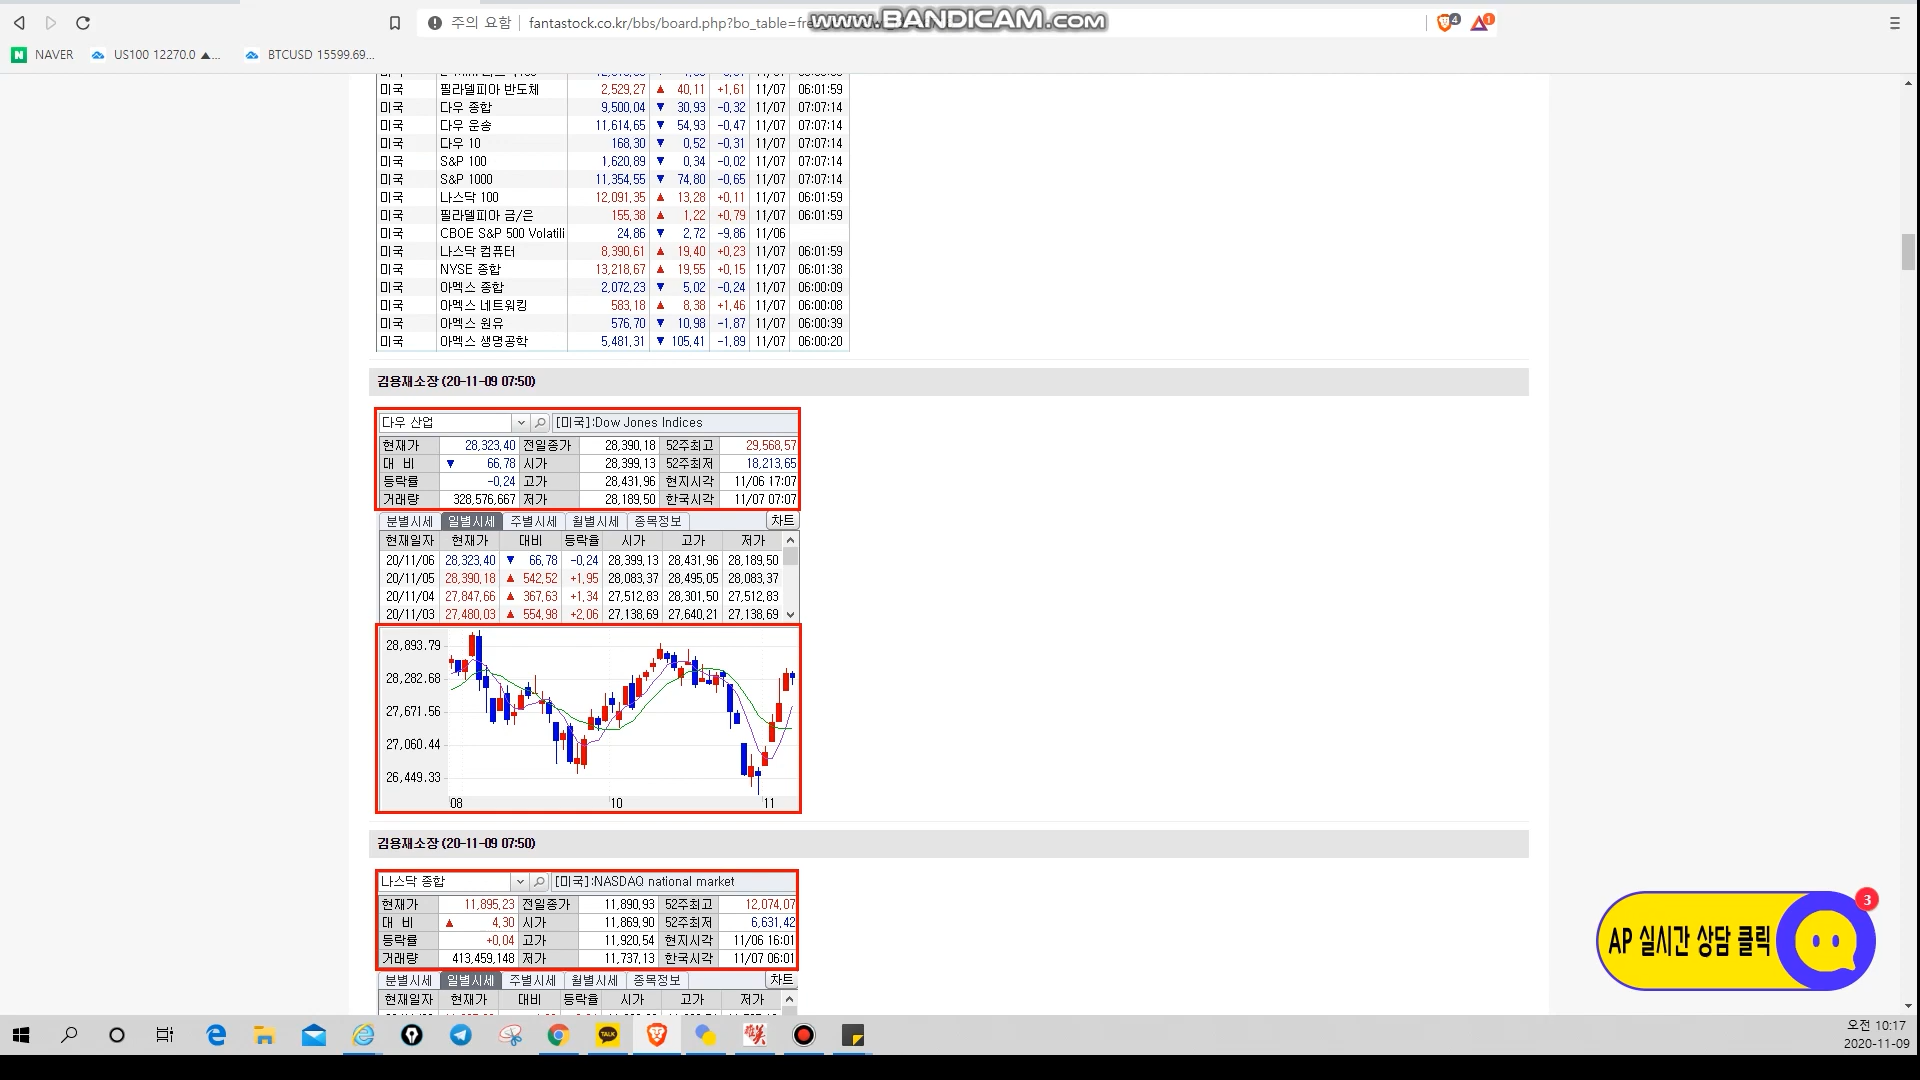 주의 요함 fantastock.co.kr/bbs/board.php?bo_table=fre
www.BANDICAM.com
4 1
NAVER US100 12270.0 ▲... BTCUSD 15599.69...
미국 필라델피아 반도체 2,529,27 ▲ 40,11 +1,61 11/07 06:01:59
미국 다우 종합 9,500,04 ▼ 30,93 -0,32 11/07 07:07:14
미국 다우 운송 11,614,65 ▼ 54,93 -0,47 11/07 07:07:14
미국 다우 10 168,30 ▼ 0,52 -0,31 11/07 07:07:14
미국 S&P 100 1,620,89 ▼ 0,34 -0,02 11/07 07:07:14
미국 S&P 1000 11,354,55 ▼ 74,80 -0,65 11/07 07:07:14
미국 나스닥 100 12,091,35 ▲ 13,28 +0,11 11/07 06:01:59
미국 필라델피아 금/은 155,38 ▲ 1,22 +0,79 11/07 06:01:59
미국 CBOE S&P 500 Volatili 24,86 ▼ 2,72 -9,86 11/06
미국 나스닥 컴퓨터 8,390,61 ▲ 19,40 +0,23 11/07 06:01:59
미국 NYSE 종합 13,218,67 ▲ 19,55 +0,15 11/07 06:01:38
미국 아멕스 종합 2,072,23 ▼ 5,02 -0,24 11/07 06:00:09
미국 아멕스 네트워킹 583,18 ▲ 8,38 +1,46 11/07 06:00:08
미국 아멕스 원유 576,70 ▼ 10,98 -1,87 11/07 06:00:39
미국 아멕스 생명공학 5,481,31 ▼ 105,41 -1,89 11/07 06:00:20
김용재소장 (20-11-09 07:50)
다우 산업 [미국]:Dow Jones Indices
현재가 28,323,40 전일종가 28,390,18 52주최고 29,568,57
대 비 ▼ 66,78 시가 28,399,13 52주최저 18,213,65
등락률 -0,24 고가 28,431,96 현지시각 11/06 17:07
거래량 328,576,667 저가 28,189,50 한국시각 11/07 07:07
분별시세 일별시세 주별시세 월별시세 종목정보 차트
현재일자 현재가 대비 등락율 시가 고가 저가
20/11/06 28,323,40 ▼ 66,78 -0,24 28,399,13 28,431,96 28,189,50
20/11/05 28,390,18 ▲ 542,52 +1,95 28,083,37 28,495,05 28,083,37
20/11/04 27,847,66 ▲ 367,63 +1,34 27,512,83 28,301,50 27,512,83
20/11/03 27,480,03 ▲ 554,98 +2,06 27,138,69 27,640,21 27,138,69
28,893.79
28,282.68
27,671.56
27,060.44
26,449.33
08 10 11
김용재소장 (20-11-09 07:50)
나스닥 종합 [미국]:NASDAQ national market
현재가 11,895,23 전일종가 11,890,93 52주최고 12,074,07
대 비 ▲ 4,30 시가 11,869,90 52주최저 6,631,42
등락률 +0,04 고가 11,920,54 현지시각 11/06 16:01
거래량 413,459,148 저가 11,737,13 한국시각 11/07 06:01
분별시세 일별시세 주별시세 월별시세 종목정보 차트
현재일자 현재가 대비 등락율 시가 고가 저가
AP 실시간 상담 클릭
3
TALK
오전 10:17
2020-11-09